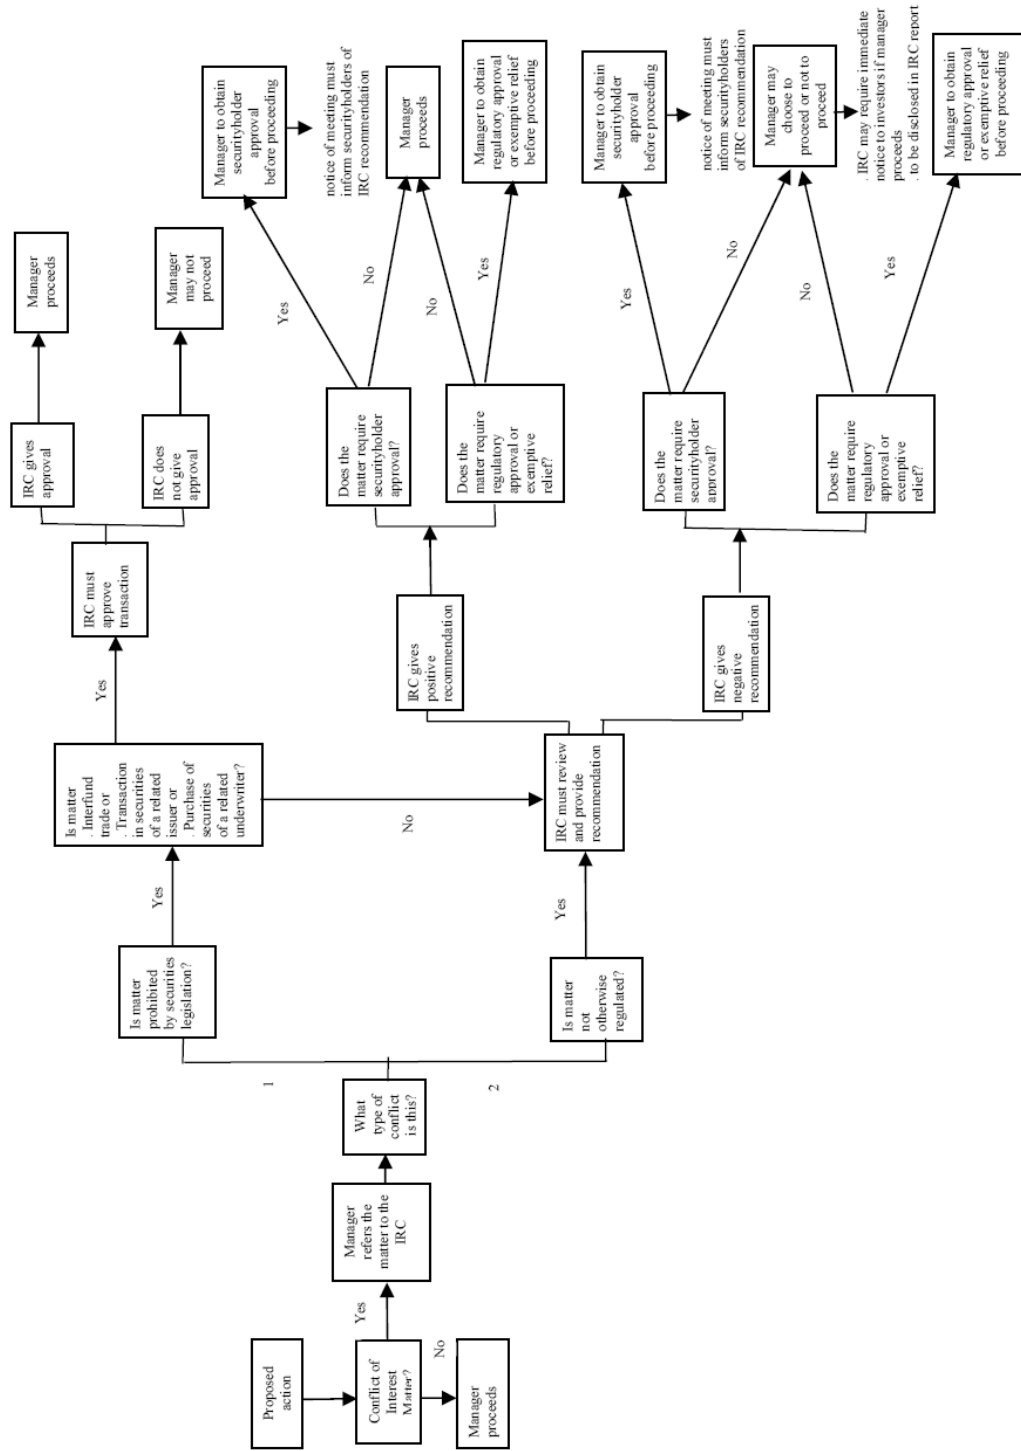 Proposed
action
Conflict of
Interest
Matter?
No
Manager
proceeds
Yes
Manager
refers the
matter to the
IRC
What
type of
conflict
is this?
1
2
Is matter
prohibited
by securities
legislation?
Yes
Is matter
. Interfund
trade or
. Transaction
in securities
of a related
issuer or
. Purchase of
securities
of a related
underwriter?
Yes
IRC must
approve
transaction
IRC gives
approval
Manager
proceeds
IRC does
not give
approval
Manager
may not
proceed
No
Is matter
not
otherwise
regulated?
Yes
IRC must review
and provide
recommendation
IRC gives
positive
recommendation
Does the
matter require
securityholder
approval?
Yes
Manager to obtain
securityholder
approval
before proceeding
notice of meeting must
inform securityholders of
IRC recommendation
No
Manager
proceeds
Does the
matter require
regulatory
approval or
exemptive
relief?
No
Yes
Manager to obtain
regulatory approval
or exemptive relief
before proceeding
IRC gives
negative
recommendation
Does the
matter require
securityholder
approval?
Yes
Manager to obtain
securityholder
approval
before proceeding
notice of meeting must
inform securityholders
of IRC recommendation
No
Manager may
choose to
proceed or not to
proceed
. IRC may require immediate
notice to investors if manager
proceeds
. to be disclosed in IRC report
Does the
matter require
regulatory
approval or
exemptive
relief?
No
Yes
Manager to obtain
regulatory approval
or exemptive relief
before proceeding